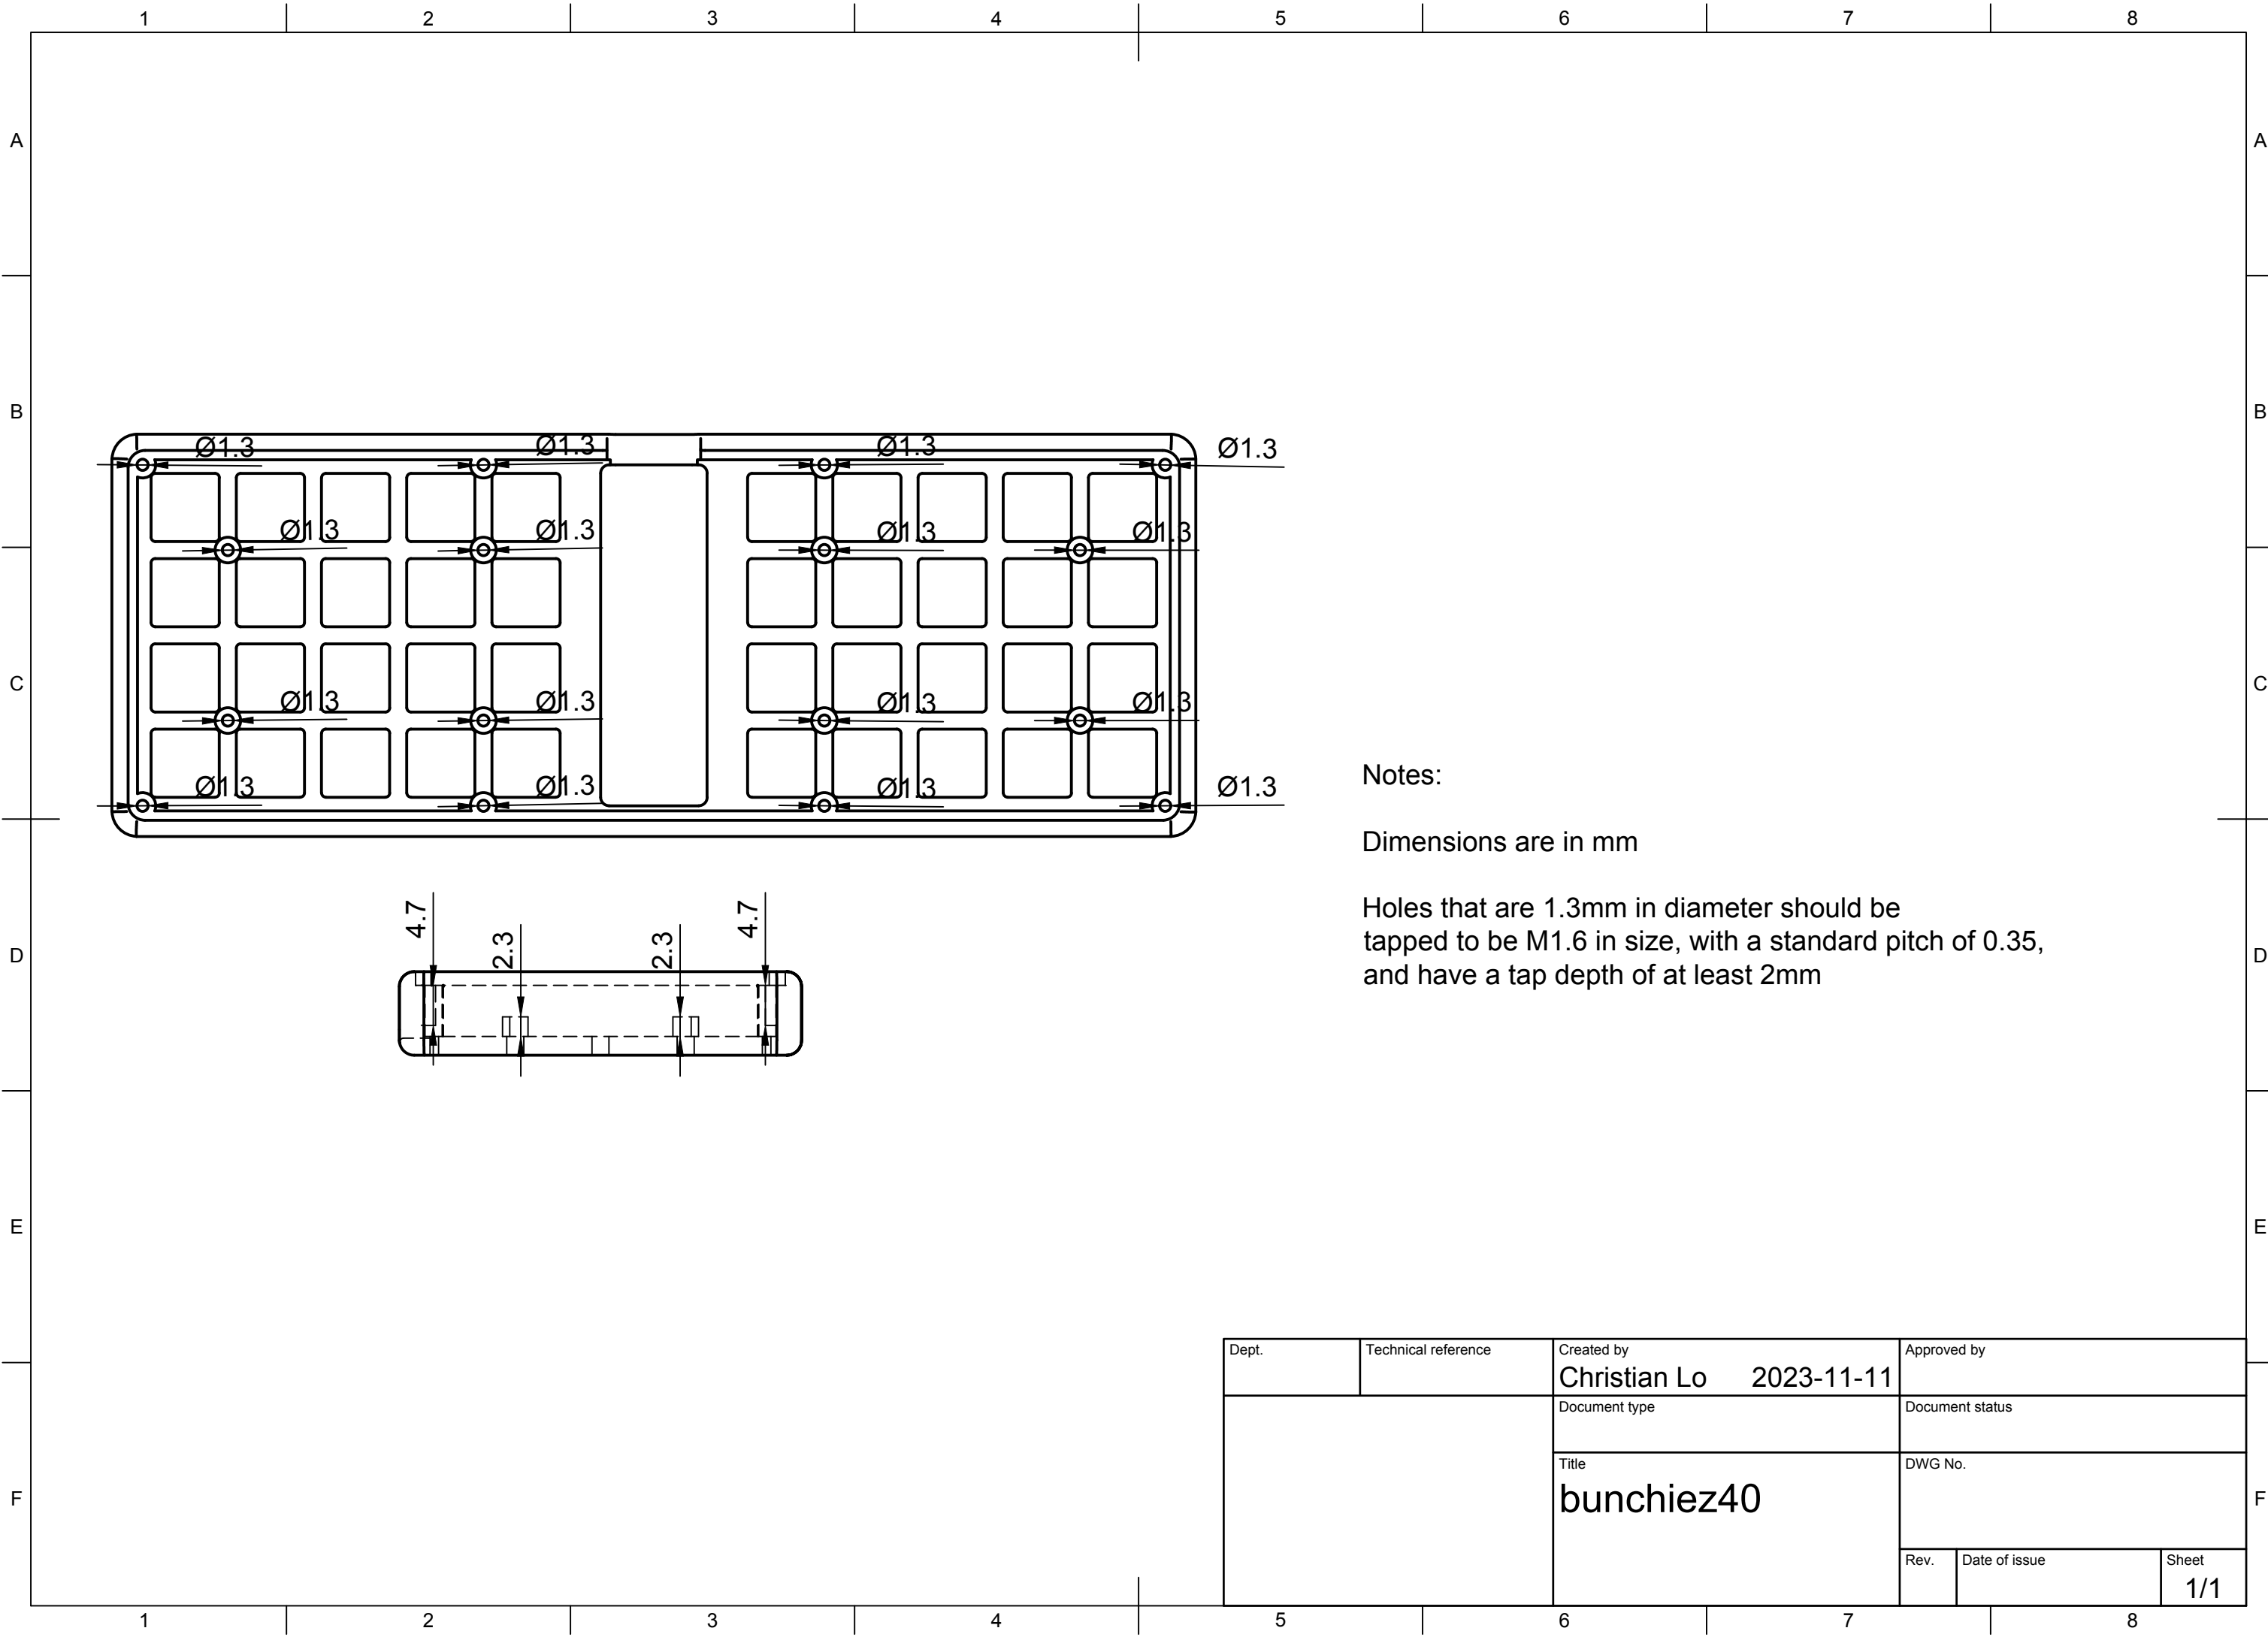 1 2 3 4 5 6 7 8
A A
B B
Ø1.3 Ø1.3 Ø1.3 Ø1.3
Ø1.3 Ø1.3 Ø1.3 Ø1.3
C C
Ø1.3 Ø1.3 Ø1.3 Ø1.3
Ø1.3 Ø1.3 Ø1.3 Ø1.3
Notes:
Dimensions are in mm
Holes that are 1.3mm in diameter should be
tapped to be M1.6 in size, with a standard pitch of 0.35,
and have a tap depth of at least 2mm
4.7 2.3 2.3 4.7
D D
E E
Dept. Technical reference Created by Approved by
Christian Lo 2023-11-11
Document type Document status
Title DWG No.
bunchiez40
F F
Rev. Date of issue Sheet
1/1
1 2 3 4 5 6 7 8